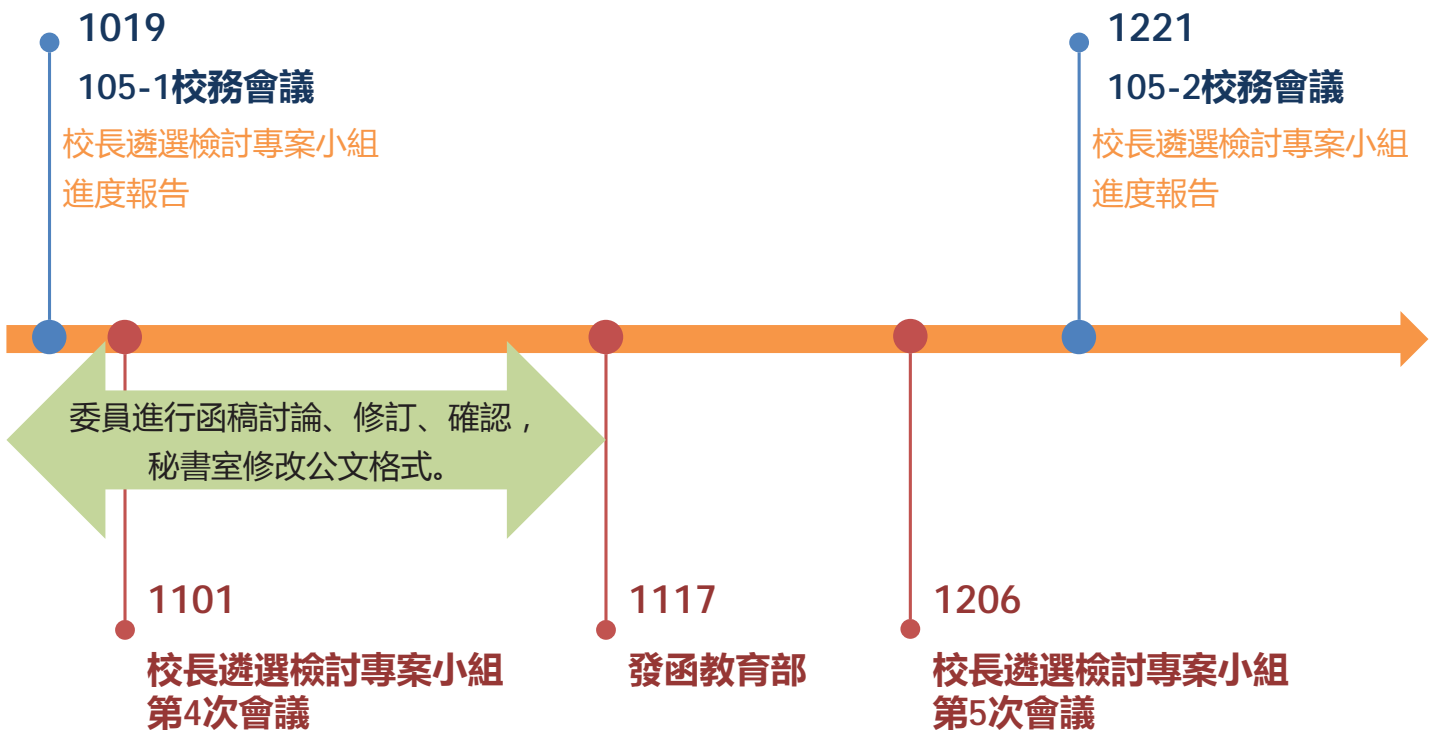 1019
105-1校務會議
校長遴選檢討專案小組
進度報告
1221
105-2校務會議
校長遴選檢討專案小組
進度報告
委員進行函稿討論、修訂、確認，
秘書室修改公文格式。
1101
校長遴選檢討專案小組
第4次會議
1117
發函教育部
1206
校長遴選檢討專案小組
第5次會議